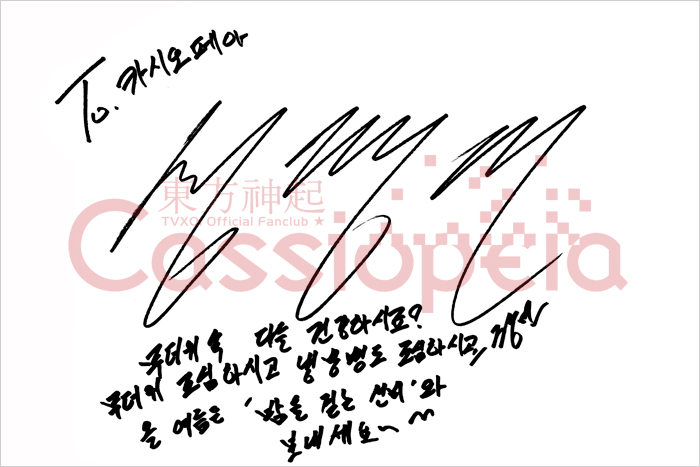 To. 카시오페아
東方神起
TVXQ! Official Fanclub ★
Cassiopeia
무더위 속 다들 건강하시죠?
무더위 조심하시고 냉방병도 조심하시고,
올 여름은 '밤을 걷는 선비'와
보내세요~~